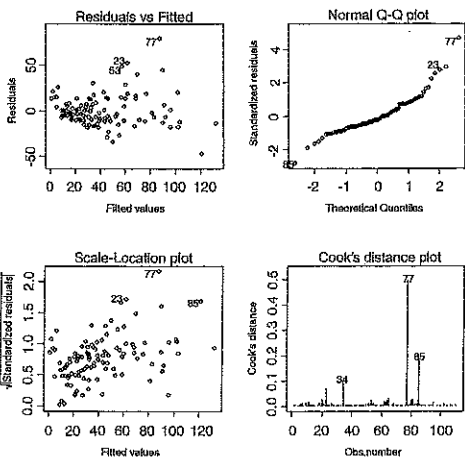 Residuals vs Fitted
77
23
53
50
0
-50
Residuals
0 20 40 60 80 100 120
Fitted values
Normal Q-Q plot
77
23
85
4
2
0
-2
Standardized residuals
-2 -1 0 1 2
Theoretical Quantiles
Scale-Location plot
77
23
85
2.0
1.5
1.0
0.5
0.0
√|Standardized residuals|
0 20 40 60 80 100 120
Fitted values
Cook's distance plot
77
85
34
0.5
0.4
0.3
0.2
0.1
0.0
Cook's distance
0 20 40 60 80 100
Obs.number